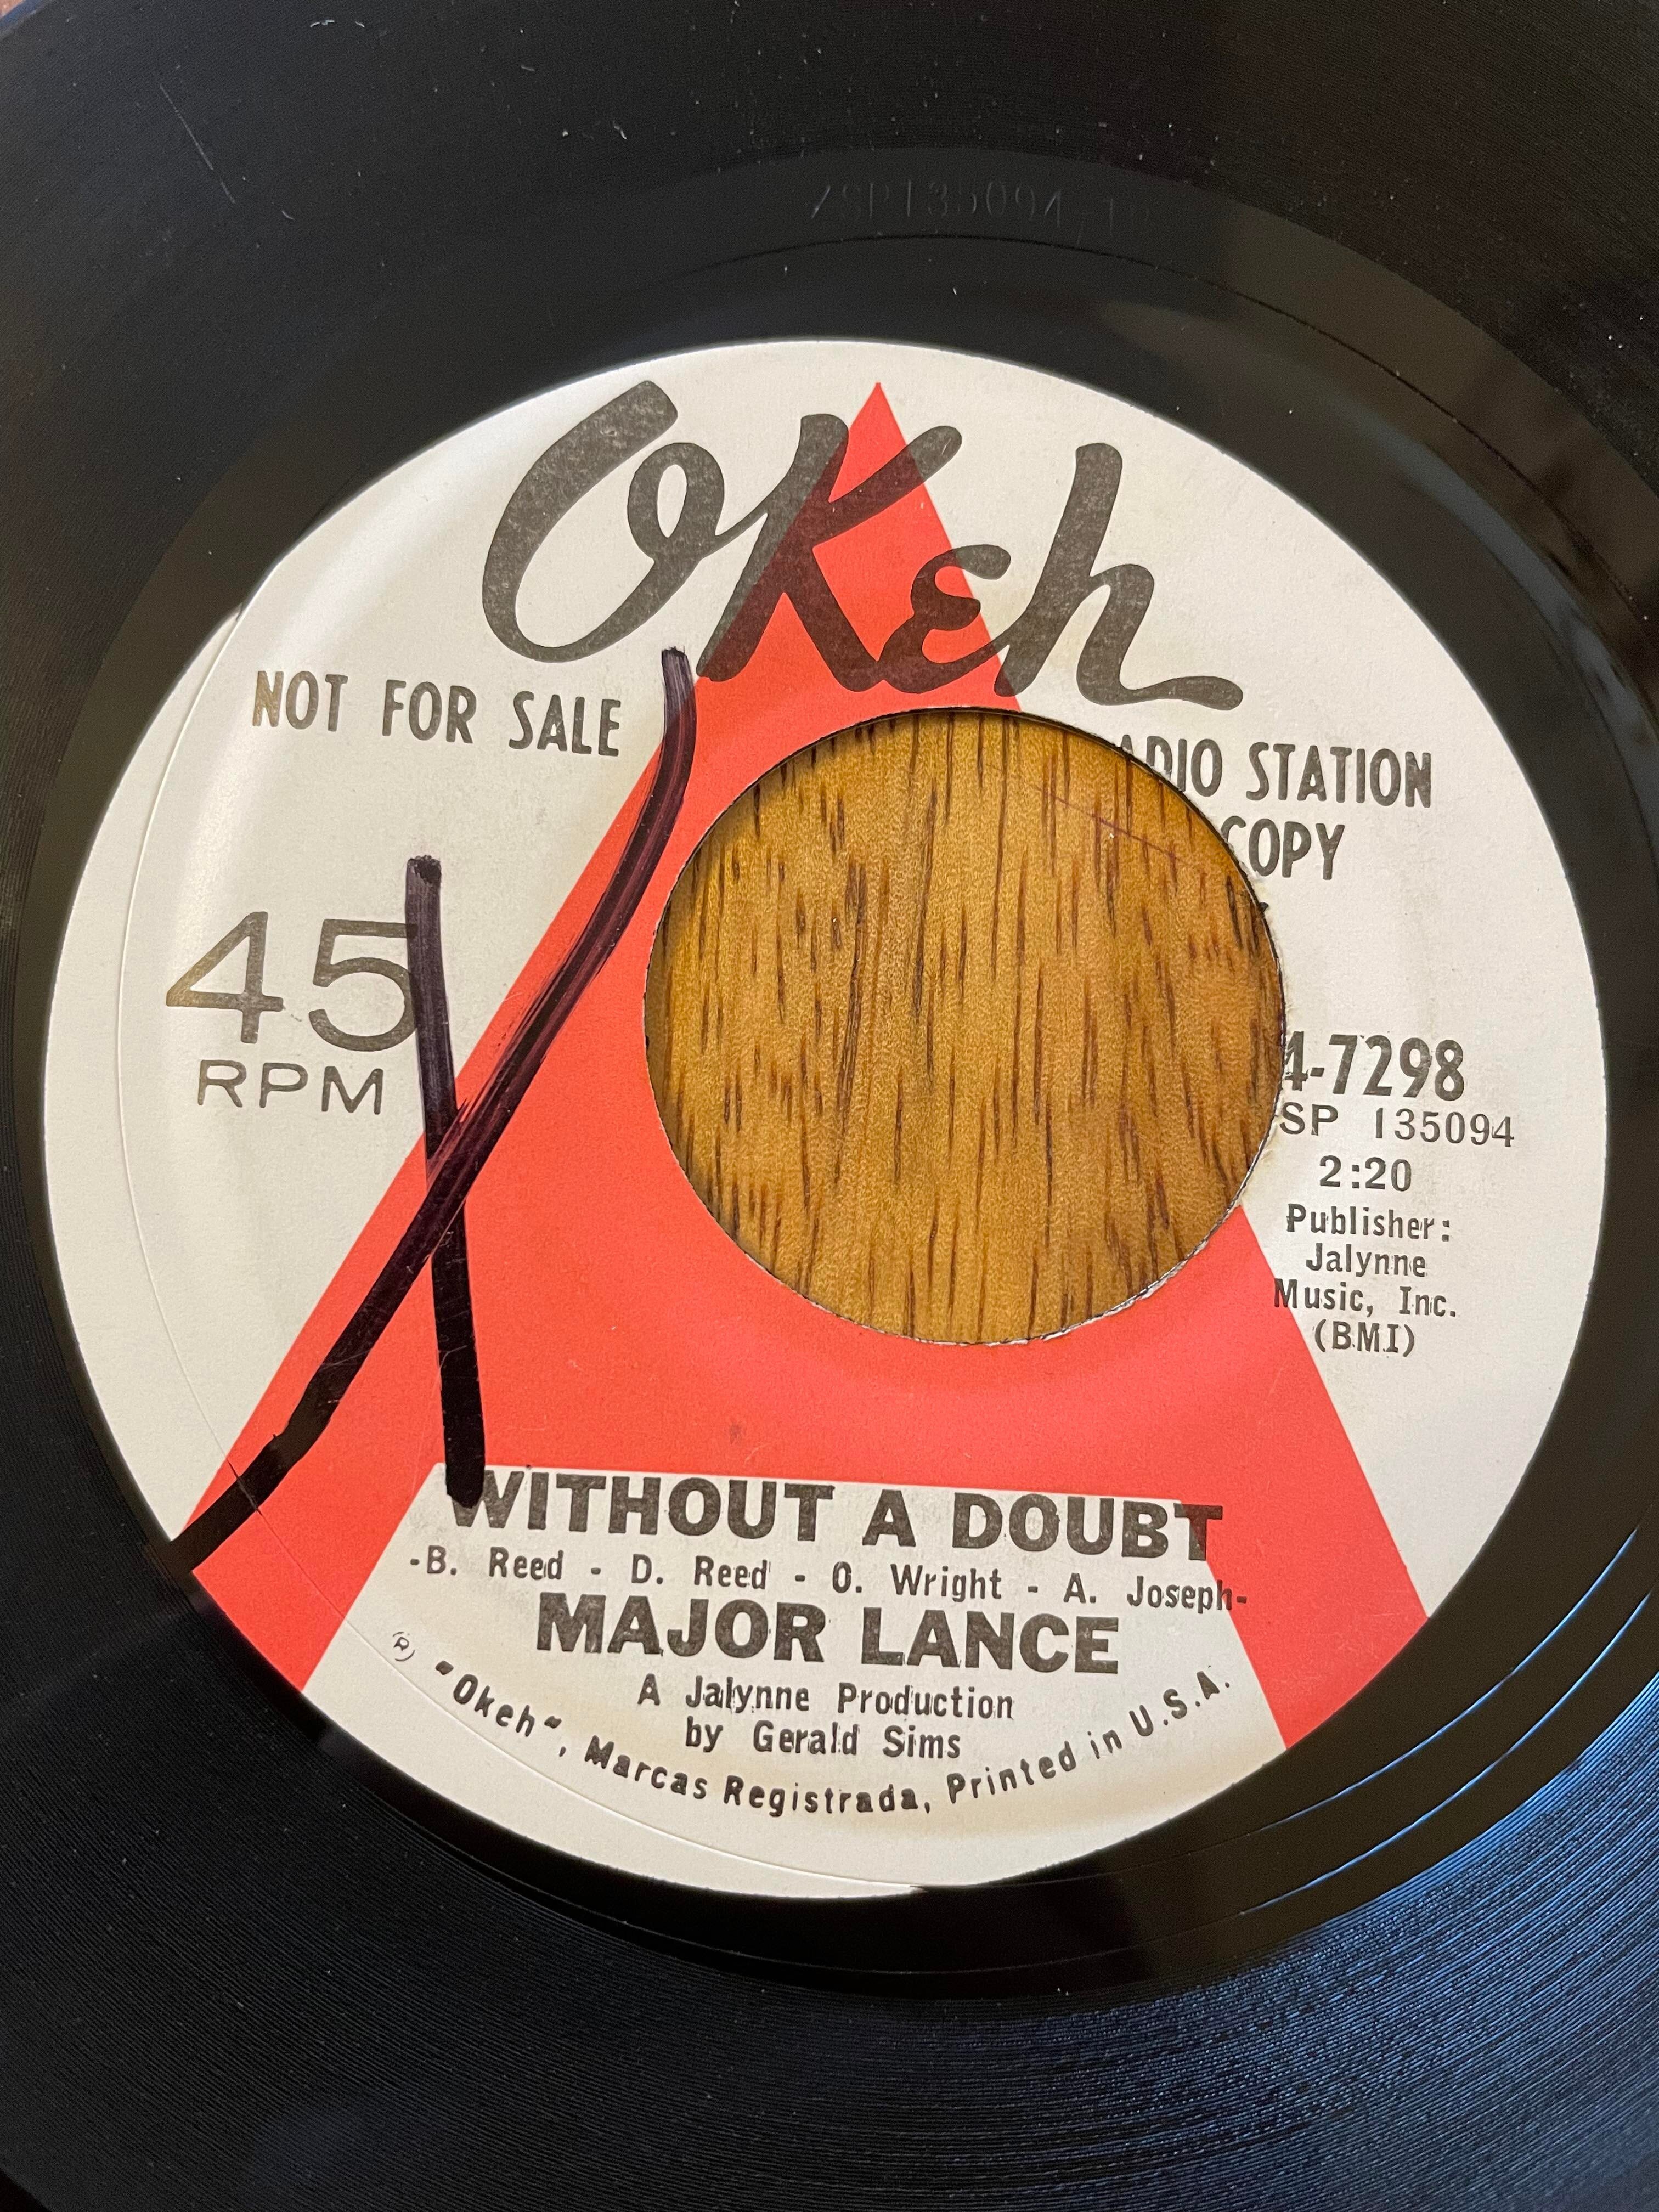 OKeh
NOT FOR SALE
ADIO STATION
COPY
45
RPM
4-7298
SP 135094
2:20
Publisher:
Jalynne
Music, Inc.
(BMI)
WITHOUT A DOUBT
-B. Reed - D. Reed - O. Wright - A. Joseph-
MAJOR LANCE
A Jalynne Production
by Gerald Sims
® "Okeh", Marcas Registrada, Printed in U.S.A.